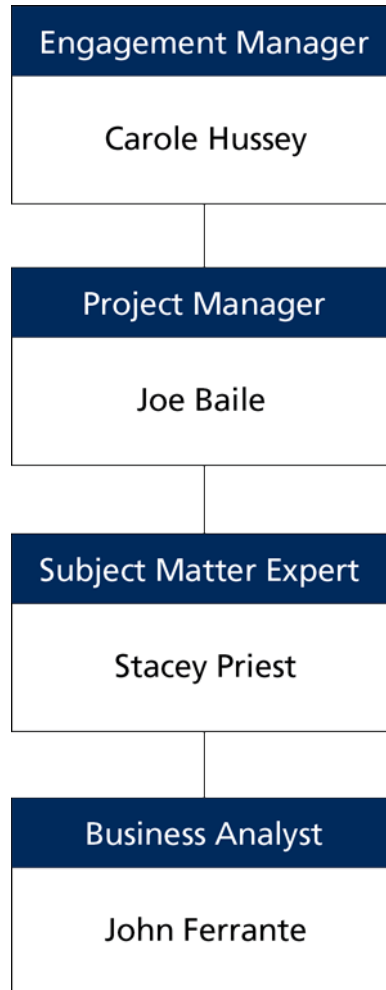 Engagement Manager
Carole Hussey
Project Manager
Joe Baile
Subject Matter Expert
Stacey Priest
Business Analyst
John Ferrante